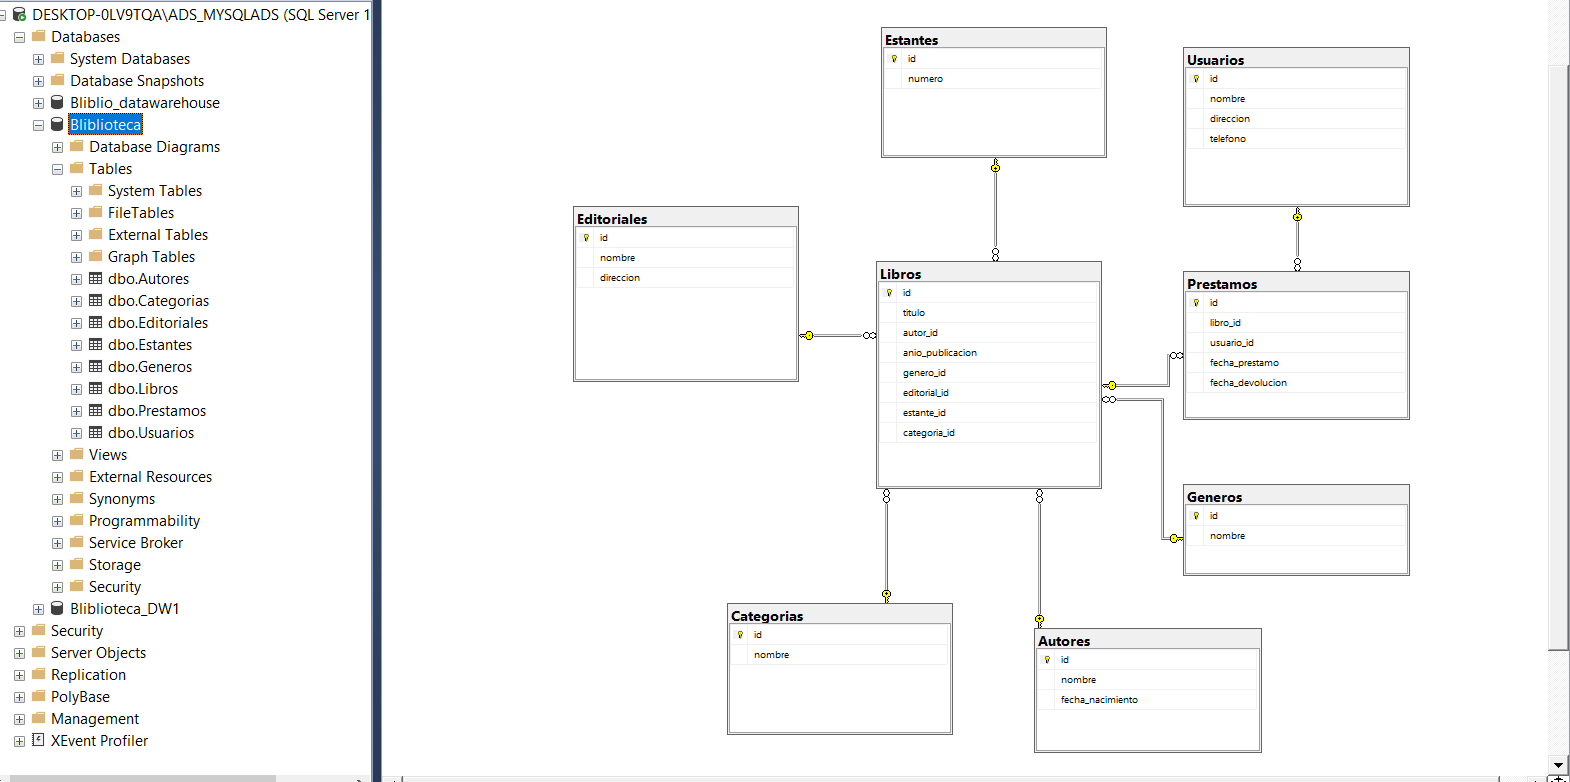 DESKTOP-0LV9TQA\ADS_MYSQLADS (SQL Server 1
Databases
System Databases
Database Snapshots
Bliblio_datawarehouse
Bliblioteca
Database Diagrams
Tables
System Tables
FileTables
External Tables
Graph Tables
dbo.Autores
dbo.Categorias
dbo.Editoriales
dbo.Estantes
dbo.Generos
dbo.Libros
dbo.Prestamos
dbo.Usuarios
Views
External Resources
Synonyms
Programmability
Service Broker
Storage
Security
Bliblioteca_DW1
Security
Server Objects
Replication
PolyBase
Management
XEvent Profiler
Estantes
id
numero
Usuarios
id
nombre
direccion
telefono
Editoriales
id
nombre
direccion
Libros
id
titulo
autor_id
anio_publicacion
genero_id
editorial_id
estante_id
categoria_id
Prestamos
id
libro_id
usuario_id
fecha_prestamo
fecha_devolucion
Generos
id
nombre
Categorias
id
nombre
Autores
id
nombre
fecha_nacimiento